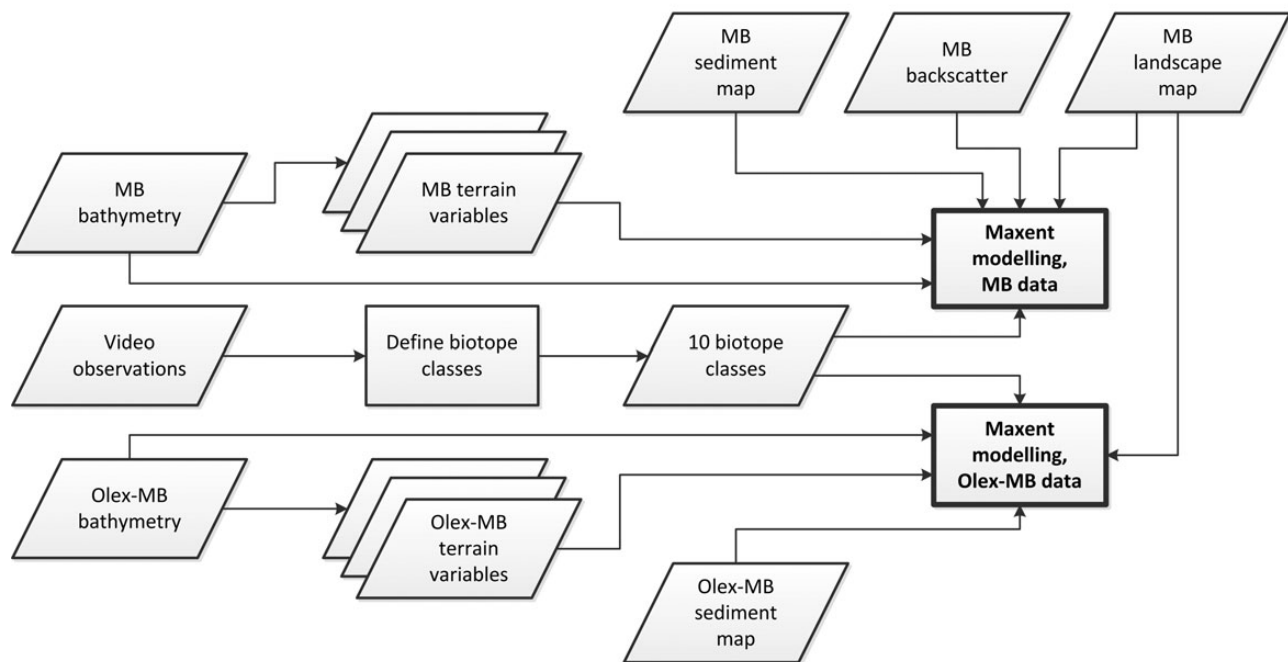 MB
sediment
map
MB
backscatter
MB
landscape
map
MB
bathymetry
MB terrain
variables
Maxent
modelling,
MB data
Video
observations
Define biotope
classes
10 biotope
classes
Maxent
modelling,
Olex-MB data
Olex-MB
bathymetry
Olex-MB
terrain
variables
Olex-MB
sediment
map